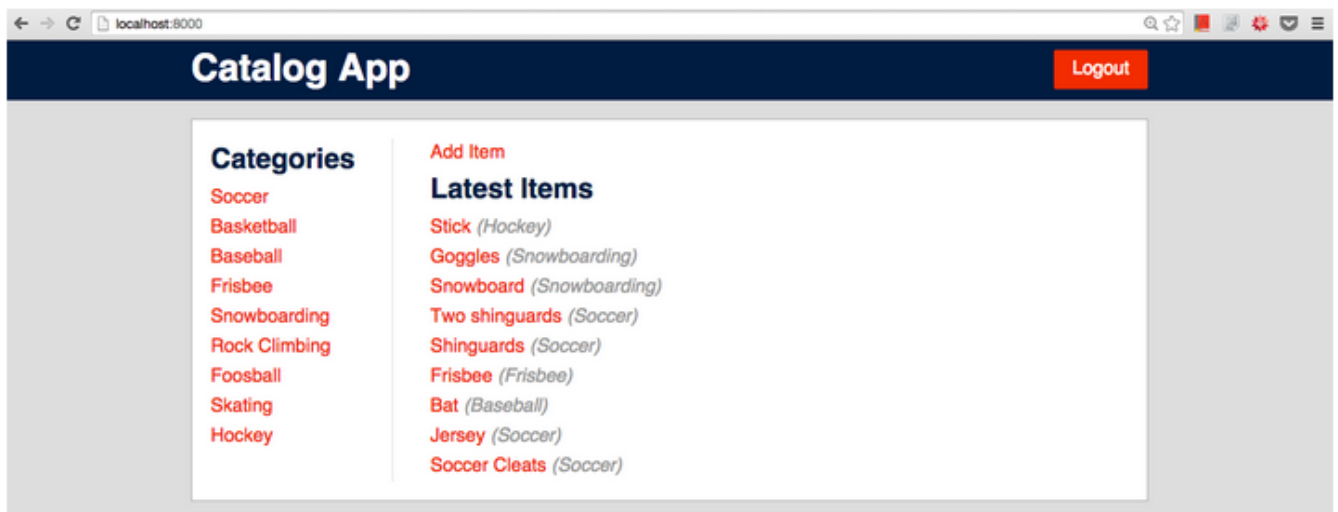 localhost:8000
Catalog App
Logout
Categories
Soccer
Basketball
Baseball
Frisbee
Snowboarding
Rock Climbing
Foosball
Skating
Hockey
Add Item
Latest Items
Stick (Hockey)
Goggles (Snowboarding)
Snowboard (Snowboarding)
Two shinguards (Soccer)
Shinguards (Soccer)
Frisbee (Frisbee)
Bat (Baseball)
Jersey (Soccer)
Soccer Cleats (Soccer)